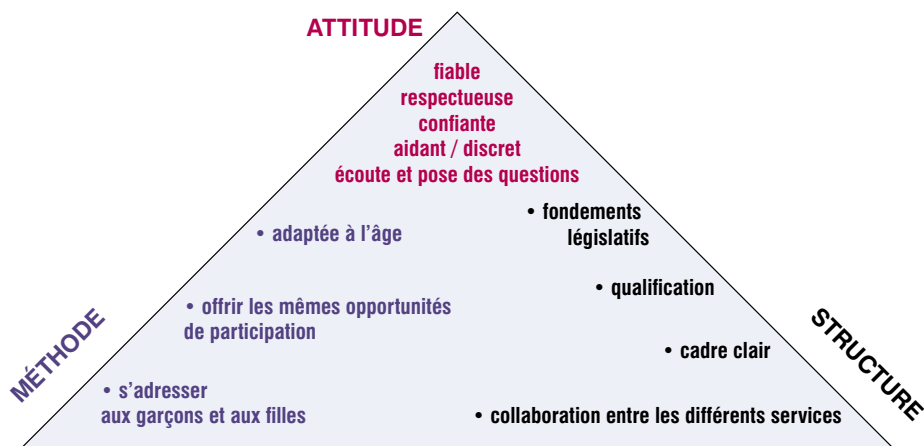 ATTITUDE
fiable
respectueuse
confiante
aidant / discret
écoute et pose des questions
MÉTHODE
• adaptée à l’âge
• offrir les mêmes opportunités
de participation
• s’adresser
aux garçons et aux filles
STRUCTURE
• fondements
législatifs
• qualification
• cadre clair
• collaboration entre les différents services